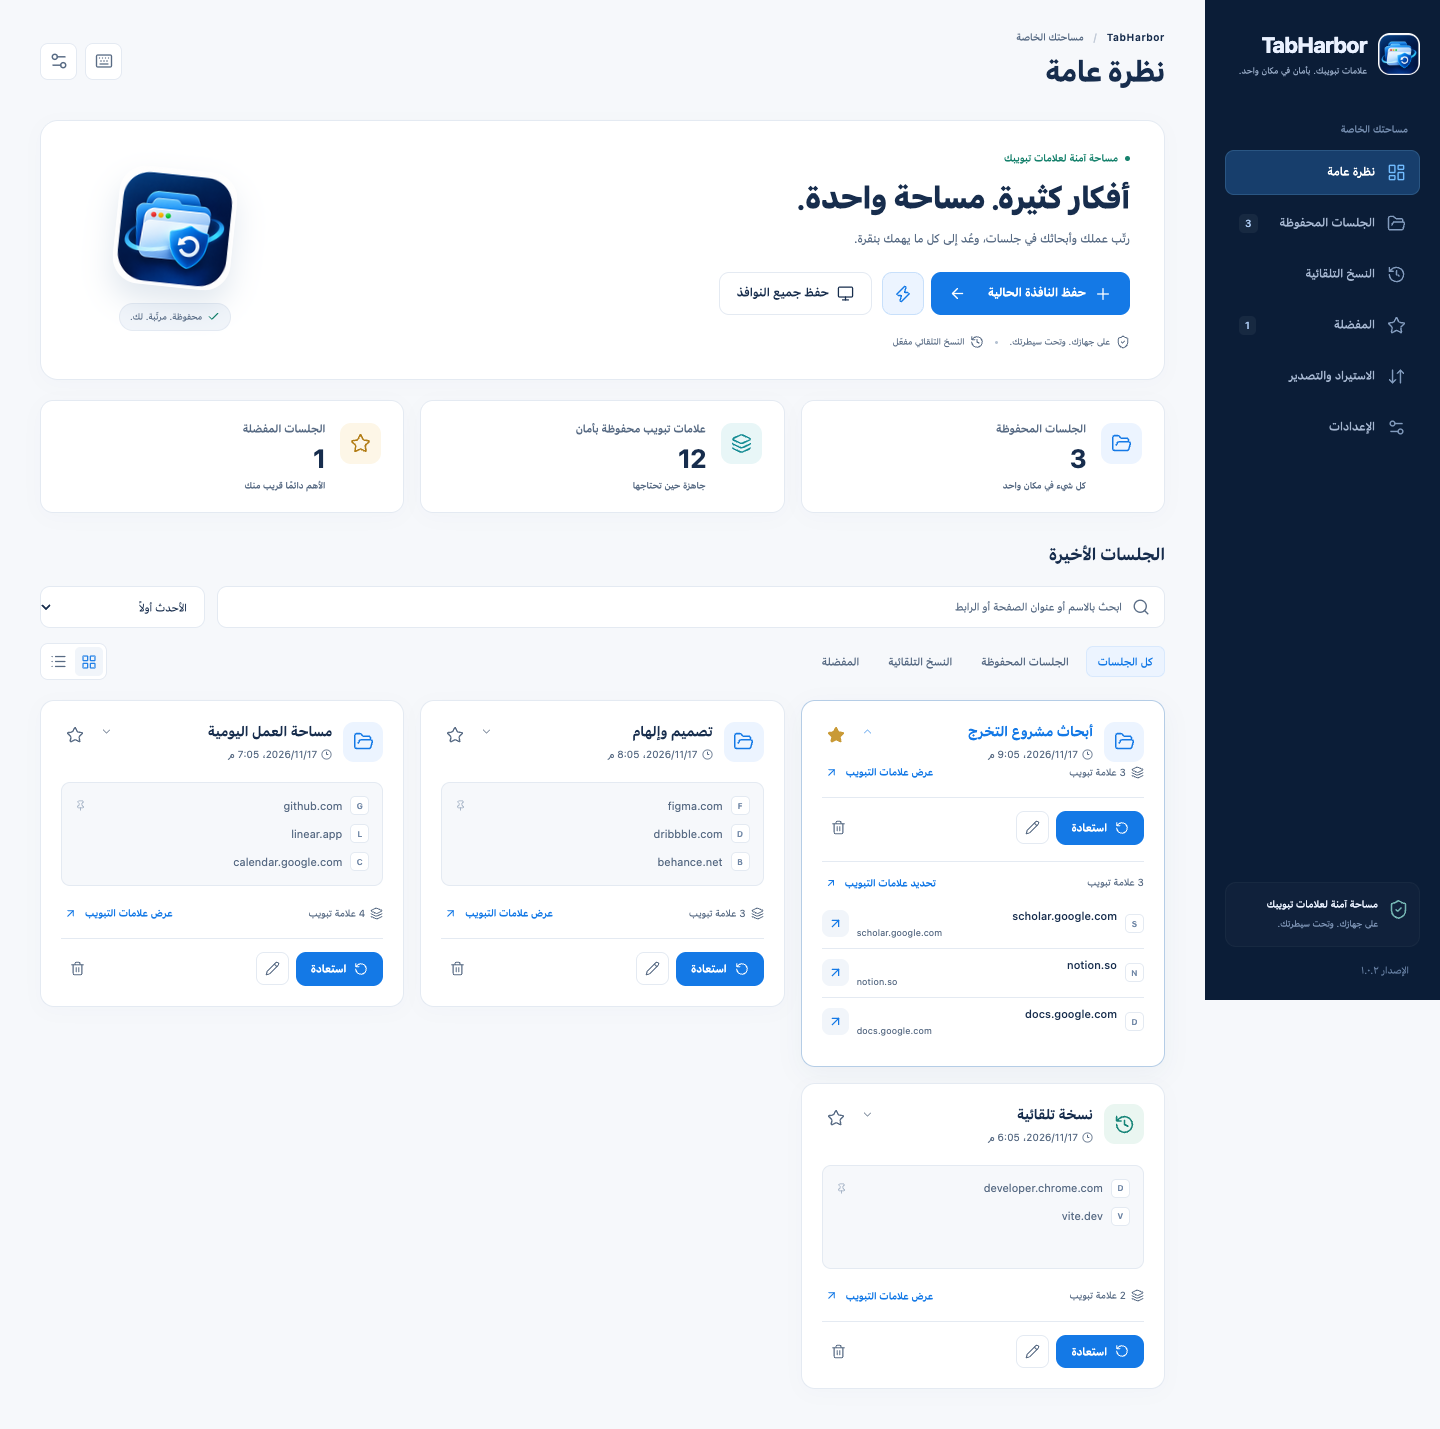 TabHarbor
علامات تبويبك. بأمان في مكان واحد.
مساحتك الخاصة
نظرة عامة
الجلسات المحفوظة 3
النسخ التلقائية
المفضلة 1
الاستيراد والتصدير
الإعدادات
مساحة آمنة لعلامات تبويبك
على جهازك. وتحت سيطرتك.
الإصدار ١.٠.٢
TabHarbor / مساحتك الخاصة
نظرة عامة
مساحة آمنة لعلامات تبويبك
أفكار كثيرة. مساحة واحدة.
رتّب عملك وأبحاثك في جلسات، وعُد إلى كل ما يهمك بنقرة.
حفظ النافذة الحالية
حفظ جميع النوافذ
على جهازك. وتحت سيطرتك. • النسخ التلقائي مفعّل
محفوظة. مرتّبة. لك.
الجلسات المحفوظة
3
كل شيء في مكان واحد
علامات تبويب محفوظة بأمان
12
جاهزة حين تحتاجها
الجلسات المفضلة
1
الأهم دائمًا قريب منك
الجلسات الأخيرة
ابحث بالاسم أو عنوان الصفحة أو الرابط
الأحدث أولاً
كل الجلسات
الجلسات المحفوظة
النسخ التلقائية
المفضلة
أبحاث مشروع التخرج
2026/11/17، 9:05 م
3 علامة تبويب
عرض علامات التبويب
استعادة
3 علامة تبويب
تحديد علامات التبويب
S scholar.google.com
scholar.google.com
N notion.so
notion.so
D docs.google.com
docs.google.com
تصميم وإلهام
2026/11/17، 8:05 م
F figma.com
D dribbble.com
B behance.net
3 علامة تبويب
عرض علامات التبويب
استعادة
مساحة العمل اليومية
2026/11/17، 7:05 م
G github.com
L linear.app
C calendar.google.com
4 علامة تبويب
عرض علامات التبويب
استعادة
نسخة تلقائية
2026/11/17، 6:05 م
D developer.chrome.com
V vite.dev
2 علامة تبويب
عرض علامات التبويب
استعادة